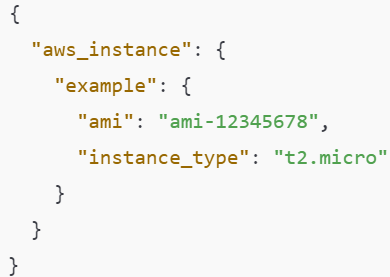 {
  "aws_instance": {
    "example": {
      "ami": "ami-12345678",
      "instance_type": "t2.micro"
    }
  }
}